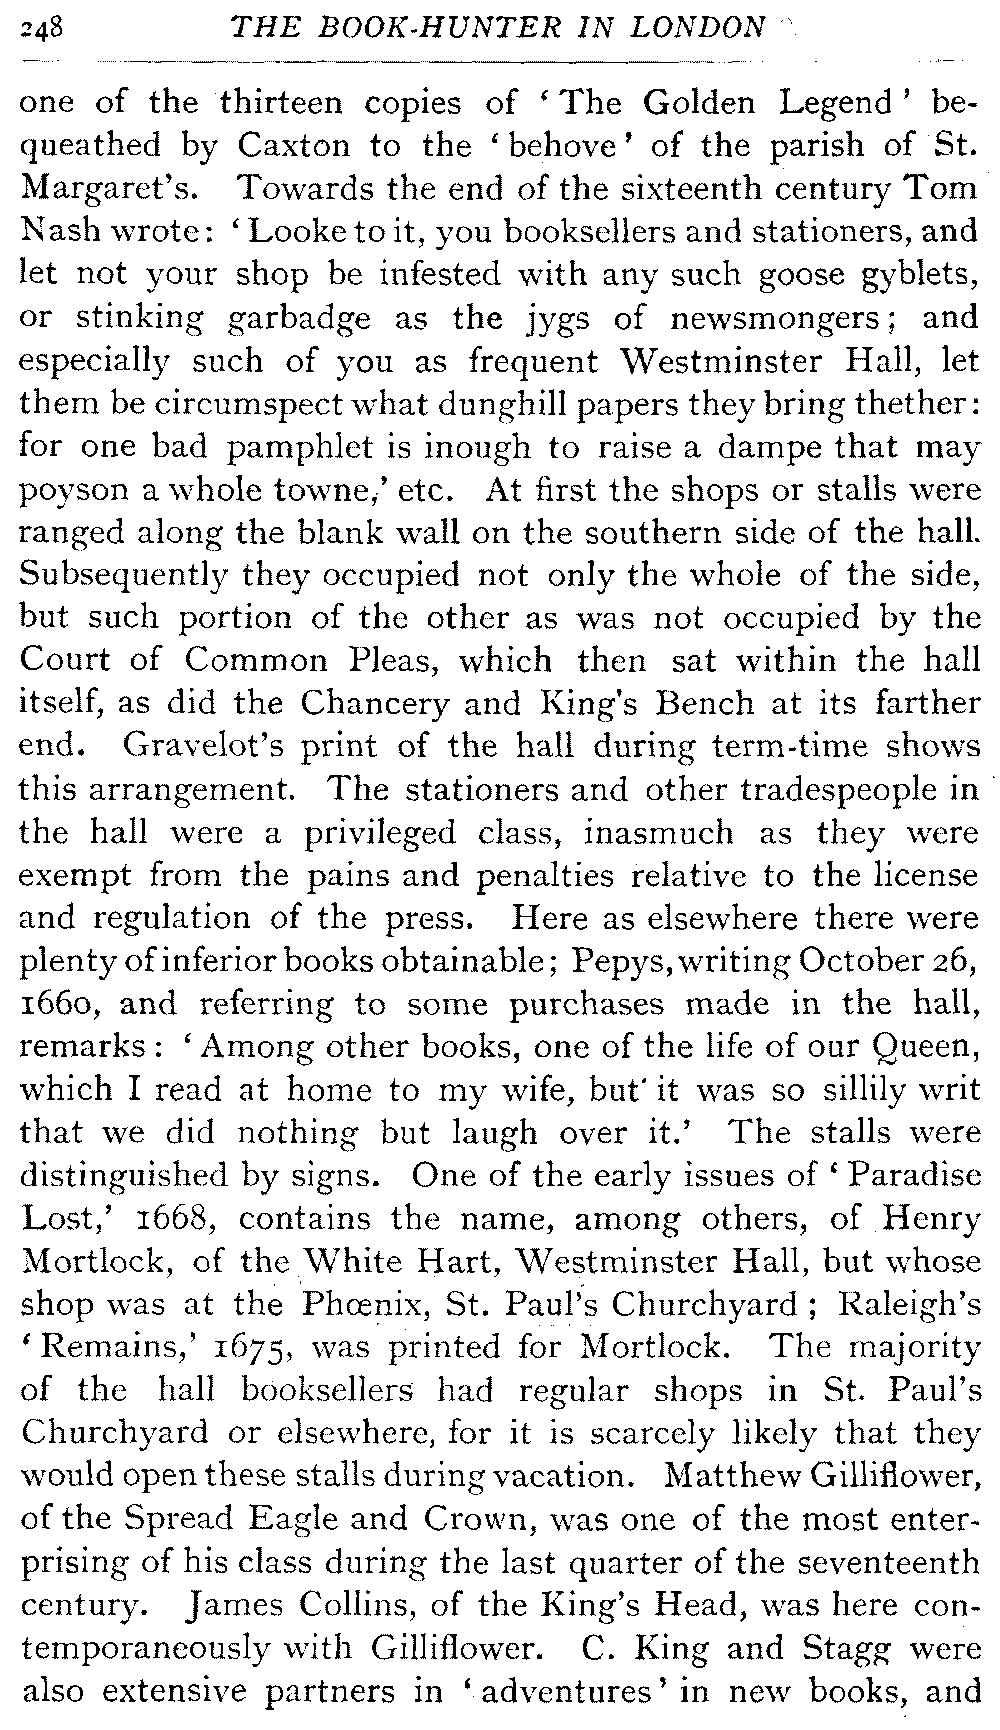 248 THE BOOK-HUNTER IN LONDON
one of the thirteen copies of ‘The Golden Legend’ be-
queathed by Caxton to the ‘behove’ of the parish of St.
Margaret's. Towards the end of the sixteenth century Tom
Nash wrote: ‘Looke to it, you booksellers and stationers, and
let not your shop be infested with any such goose gyblets,
or stinking garbadge as the jygs of newsmongers; and
especially such of you as frequent Westminster Hall, let
them be circumspect what dunghill papers they bring thether:
for one bad pamphlet is inough to raise a dampe that may
poyson a whole towne,’ etc. At first the shops or stalls were
ranged along the blank wall on the southern side of the hall.
Subsequently they occupied not only the whole of the side,
but such portion of the other as was not occupied by the
Court of Common Pleas, which then sat within the hall
itself, as did the Chancery and King's Bench at its farther
end. Gravelot's print of the hall during term-time shows
this arrangement. The stationers and other tradespeople in
the hall were a privileged class, inasmuch as they were
exempt from the pains and penalties relative to the license
and regulation of the press. Here as elsewhere there were
plenty of inferior books obtainable; Pepys, writing October 26,
1660, and referring to some purchases made in the hall,
remarks: ‘Among other books, one of the life of our Queen,
which I read at home to my wife, but it was so sillily writ
that we did nothing but laugh over it.’ The stalls were
distinguished by signs. One of the early issues of ‘Paradise
Lost,’ 1668, contains the name, among others, of Henry
Mortlock, of the White Hart, Westminster Hall, but whose
shop was at the Phœnix, St. Paul's Churchyard; Raleigh's
‘Remains,’ 1675, was printed for Mortlock. The majority
of the hall booksellers had regular shops in St. Paul's
Churchyard or elsewhere, for it is scarcely likely that they
would open these stalls during vacation. Matthew Gilliflower,
of the Spread Eagle and Crown, was one of the most enter-
prising of his class during the last quarter of the seventeenth
century. James Collins, of the King's Head, was here con-
temporaneously with Gilliflower. C. King and Stagg were
also extensive partners in ‘adventures’ in new books, and